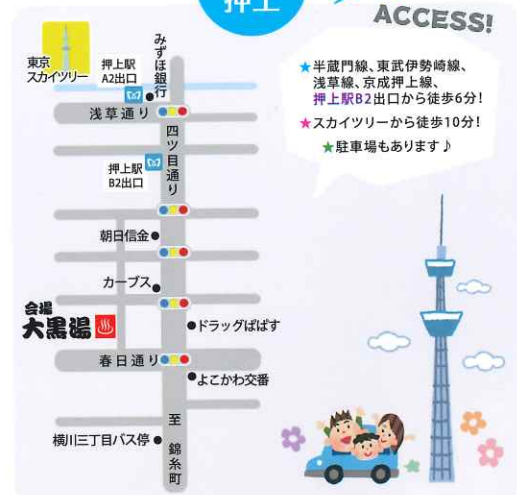 押上
ACCESS!
★半蔵門線、東武伊勢崎線、
浅草線、京成押上線、
押上駅B2出口から徒歩6分!
★スカイツリーから徒歩10分!
★駐車場もあります♪
東京
スカイツリー
押上駅
A2出口
みずほ銀行
浅草通り
四ツ目通り
押上駅
B2出口
朝日信金
カーブス
会場
大黒湯
ドラッグぱぱす
春日通り
よこかわ交番
横川三丁目バス停
至 錦糸町